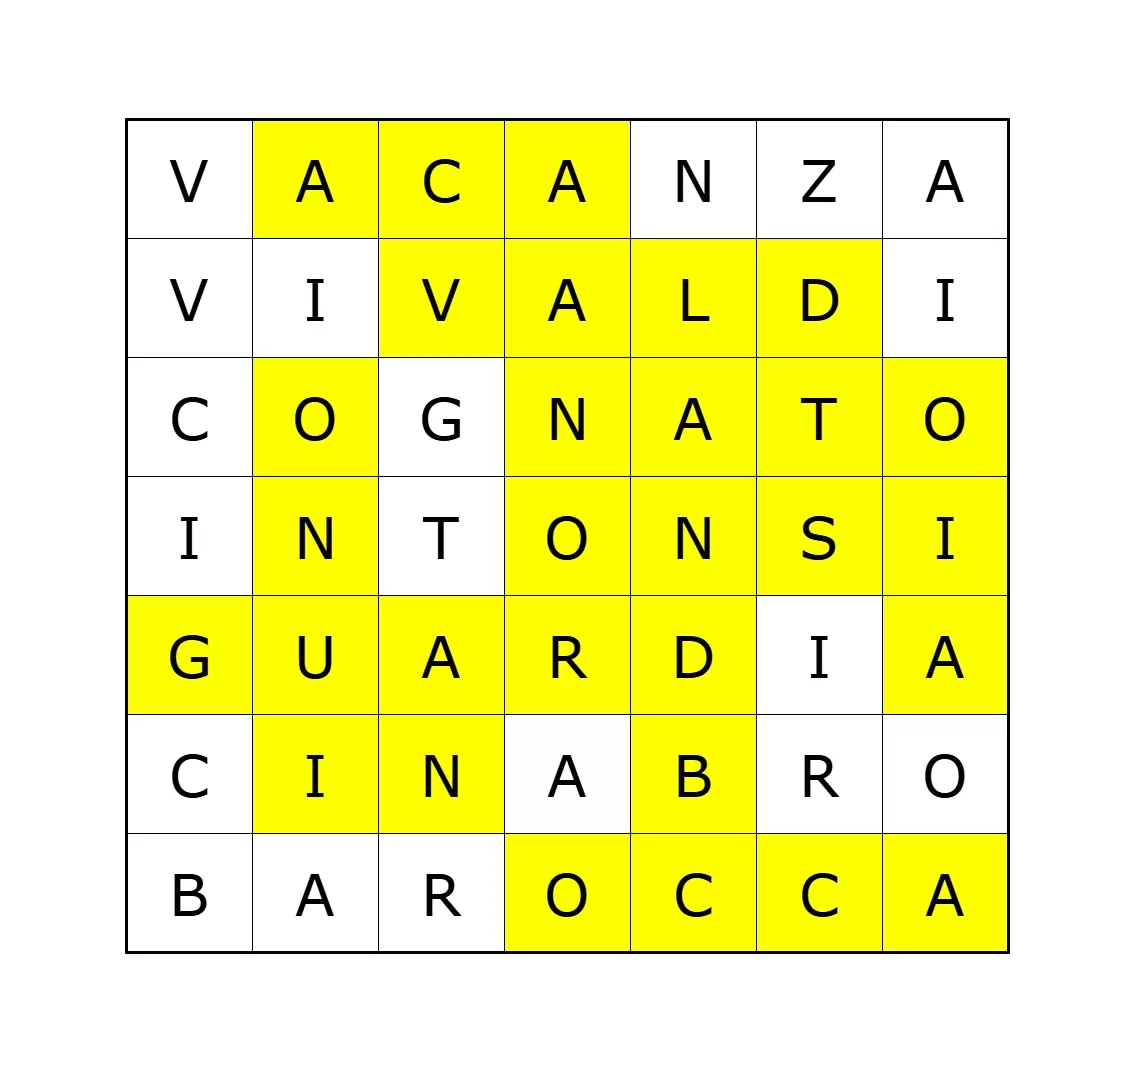 V A C A N Z A
V I V A L D I
C O G N A T O
I N T O N S I
G U A R D I A
C I N A B R O
B A R O C C A